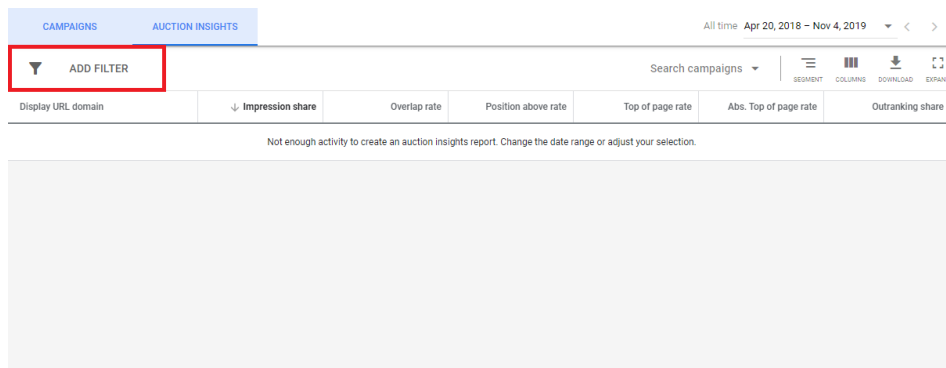 CAMPAIGNS AUCTION INSIGHTS All time Apr 20, 2018 – Nov 4, 2019
ADD FILTER Search campaigns SEGMENT COLUMNS DOWNLOAD EXPAN
Display URL domain Impression share Overlap rate Position above rate Top of page rate Abs. Top of page rate Outranking share
Not enough activity to create an auction insights report. Change the date range or adjust your selection.